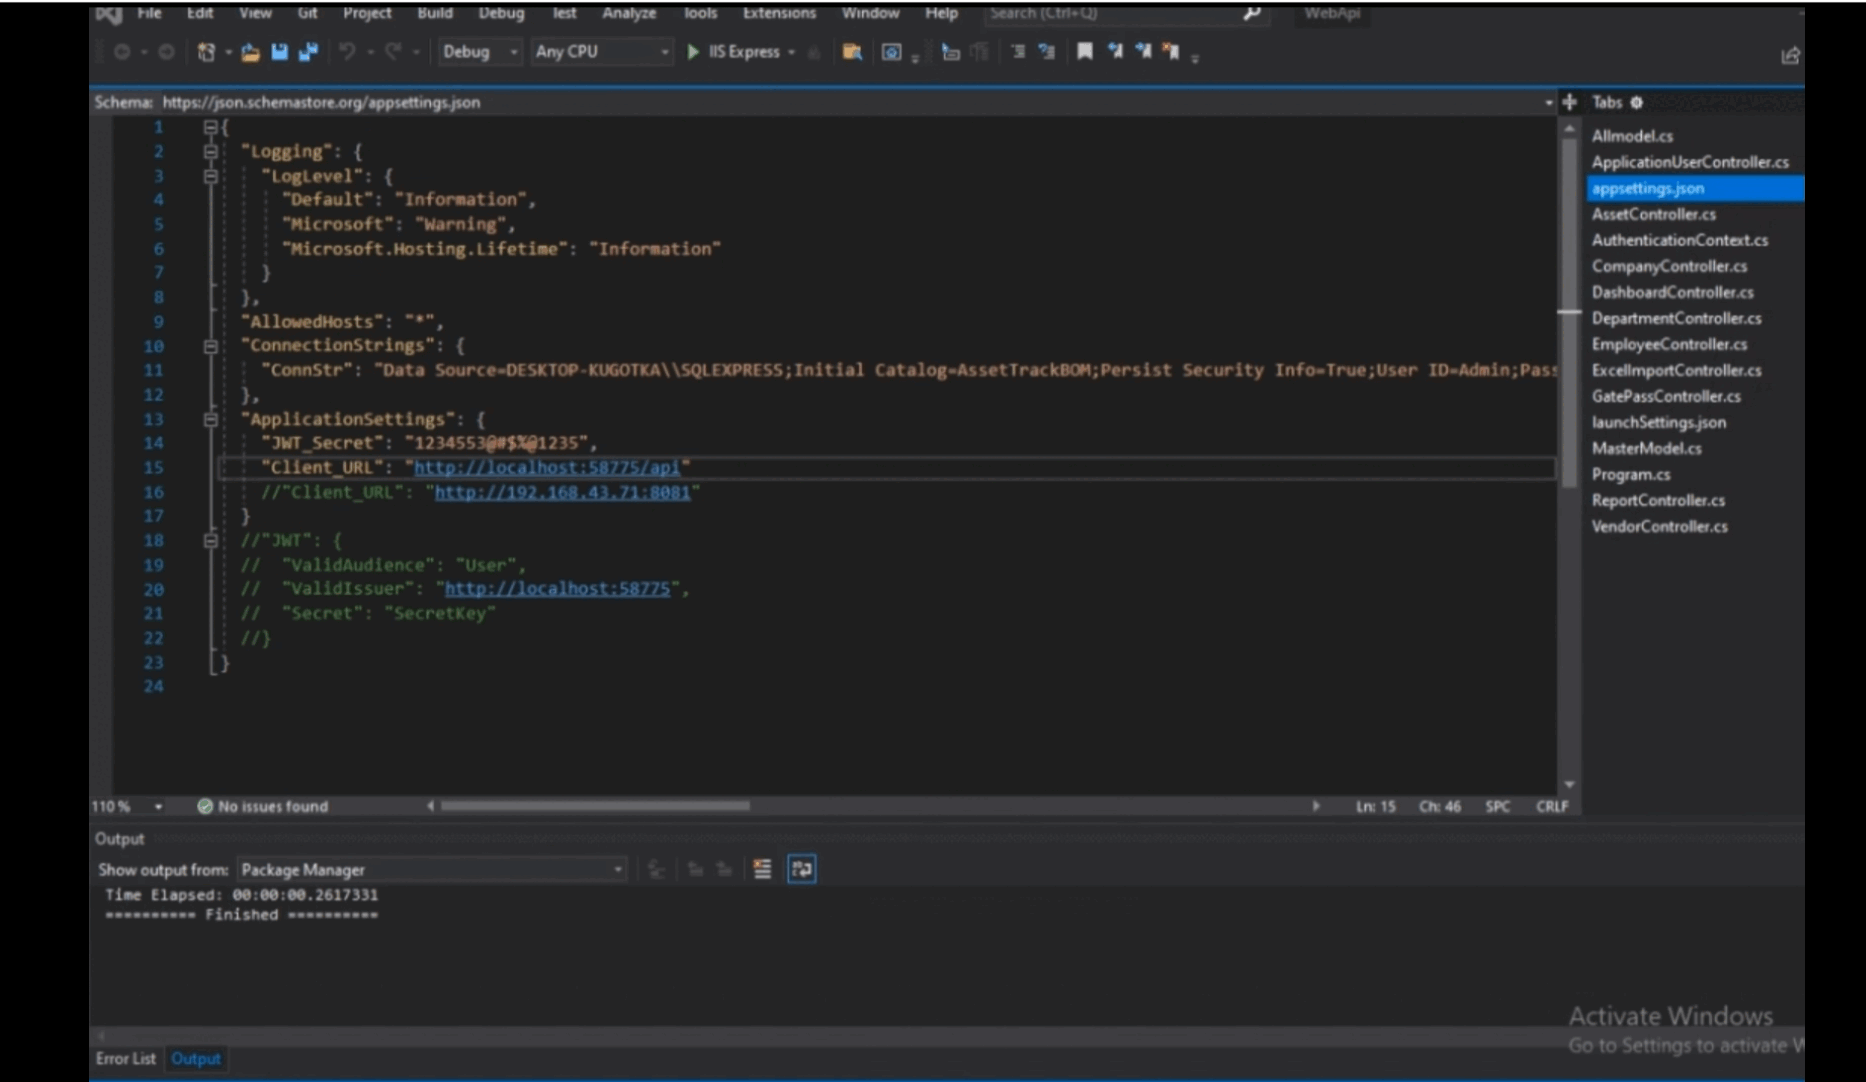 File Edit View Git Project Build Debug Test Analyze Tools Extensions Window Help Search (Ctrl+Q) WebApi
Debug Any CPU IIS Express
Schema: https://json.schemastore.org/appsettings.json
Tabs
1 {
2 "Logging": {
3 "LogLevel": {
4 "Default": "Information",
5 "Microsoft": "Warning",
6 "Microsoft.Hosting.Lifetime": "Information"
7 }
8 },
9 "AllowedHosts": "*",
10 "ConnectionStrings": {
11 "ConnStr": "Data Source=DESKTOP-KUGOTKA\\SQLEXPRESS;Initial Catalog=AssetTrackBOM;Persist Security Info=True;User ID=Admin;Pass
12 },
13 "ApplicationSettings": {
14 "JWT_Secret": "1234553@#$%@1235",
15 "Client_URL": "http://localhost:58775/api"
16 //"Client_URL": "http://192.168.43.71:8081"
17 }
18 //"JWT": {
19 // "ValidAudience": "User",
20 // "ValidIssuer": "http://localhost:58775",
21 // "Secret": "SecretKey"
22 //}
23 }
24
Allmodel.cs
ApplicationUserController.cs
appsettings.json
AssetController.cs
AuthenticationContext.cs
CompanyController.cs
DashboardController.cs
DepartmentController.cs
EmployeeController.cs
ExcelImportController.cs
GatePassController.cs
launchSettings.json
MasterModel.cs
Program.cs
ReportController.cs
VendorController.cs
110 % No issues found Ln: 15 Ch: 46 SPC CRLF
Output
Show output from: Package Manager
Time Elapsed: 00:00:00.2617331
========== Finished ==========
Activate Windows
Go to Settings to activate W
Error List Output